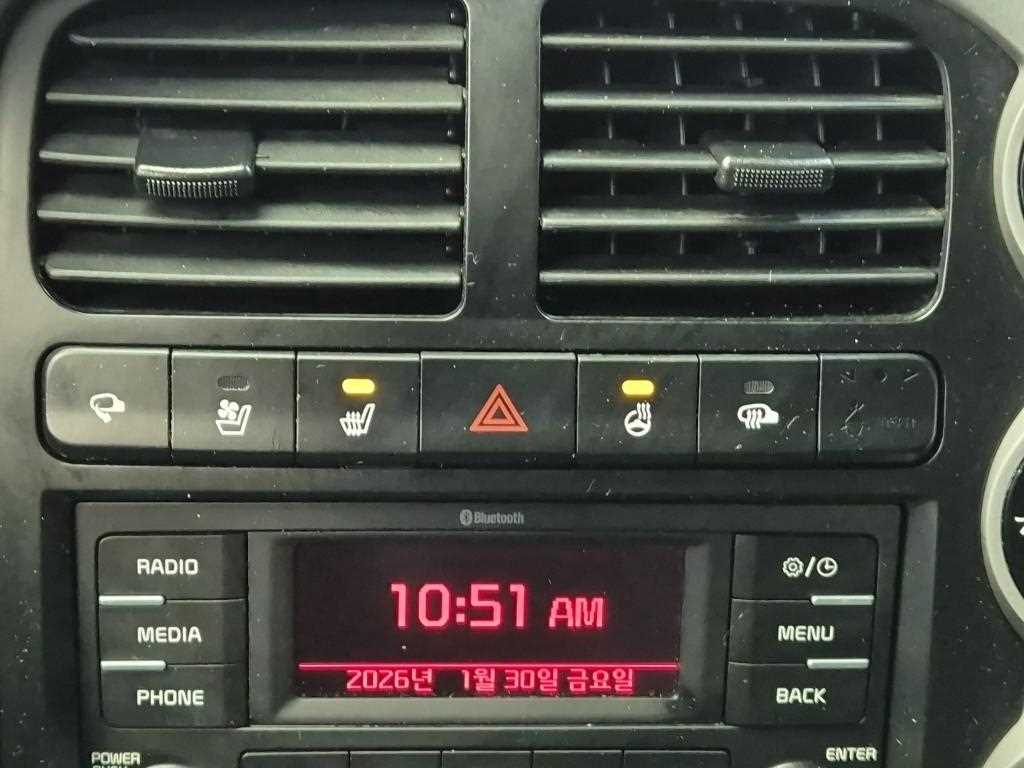 Bluetooth
RADIO
MEDIA
PHONE
10:51 AM
2026년 1월 30일 금요일
MENU
BACK
POWER
ENTER